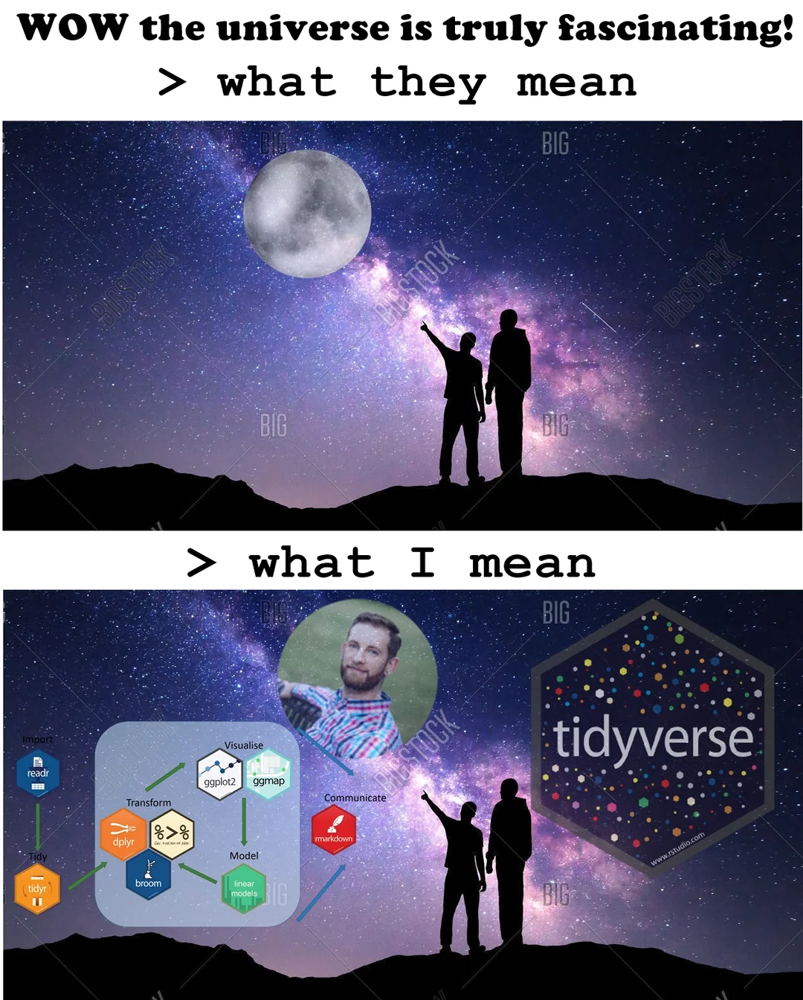 WOW the universe is truly fascinating!
> what they mean
BIG
BIG
BIGSTOCK
BIGSTOCK
BIGSTOCK
BIG
BIG
> what I mean
BIG
BIG
tidyverse
www.rstudio.com
BIGSTOCK
Import
readr
Tidy
tidyr
Transform
dplyr
%>%
broom
Visualise
ggplot2
ggmap
Model
linear
models
Communicate
rmarkdown
BIG
BIG